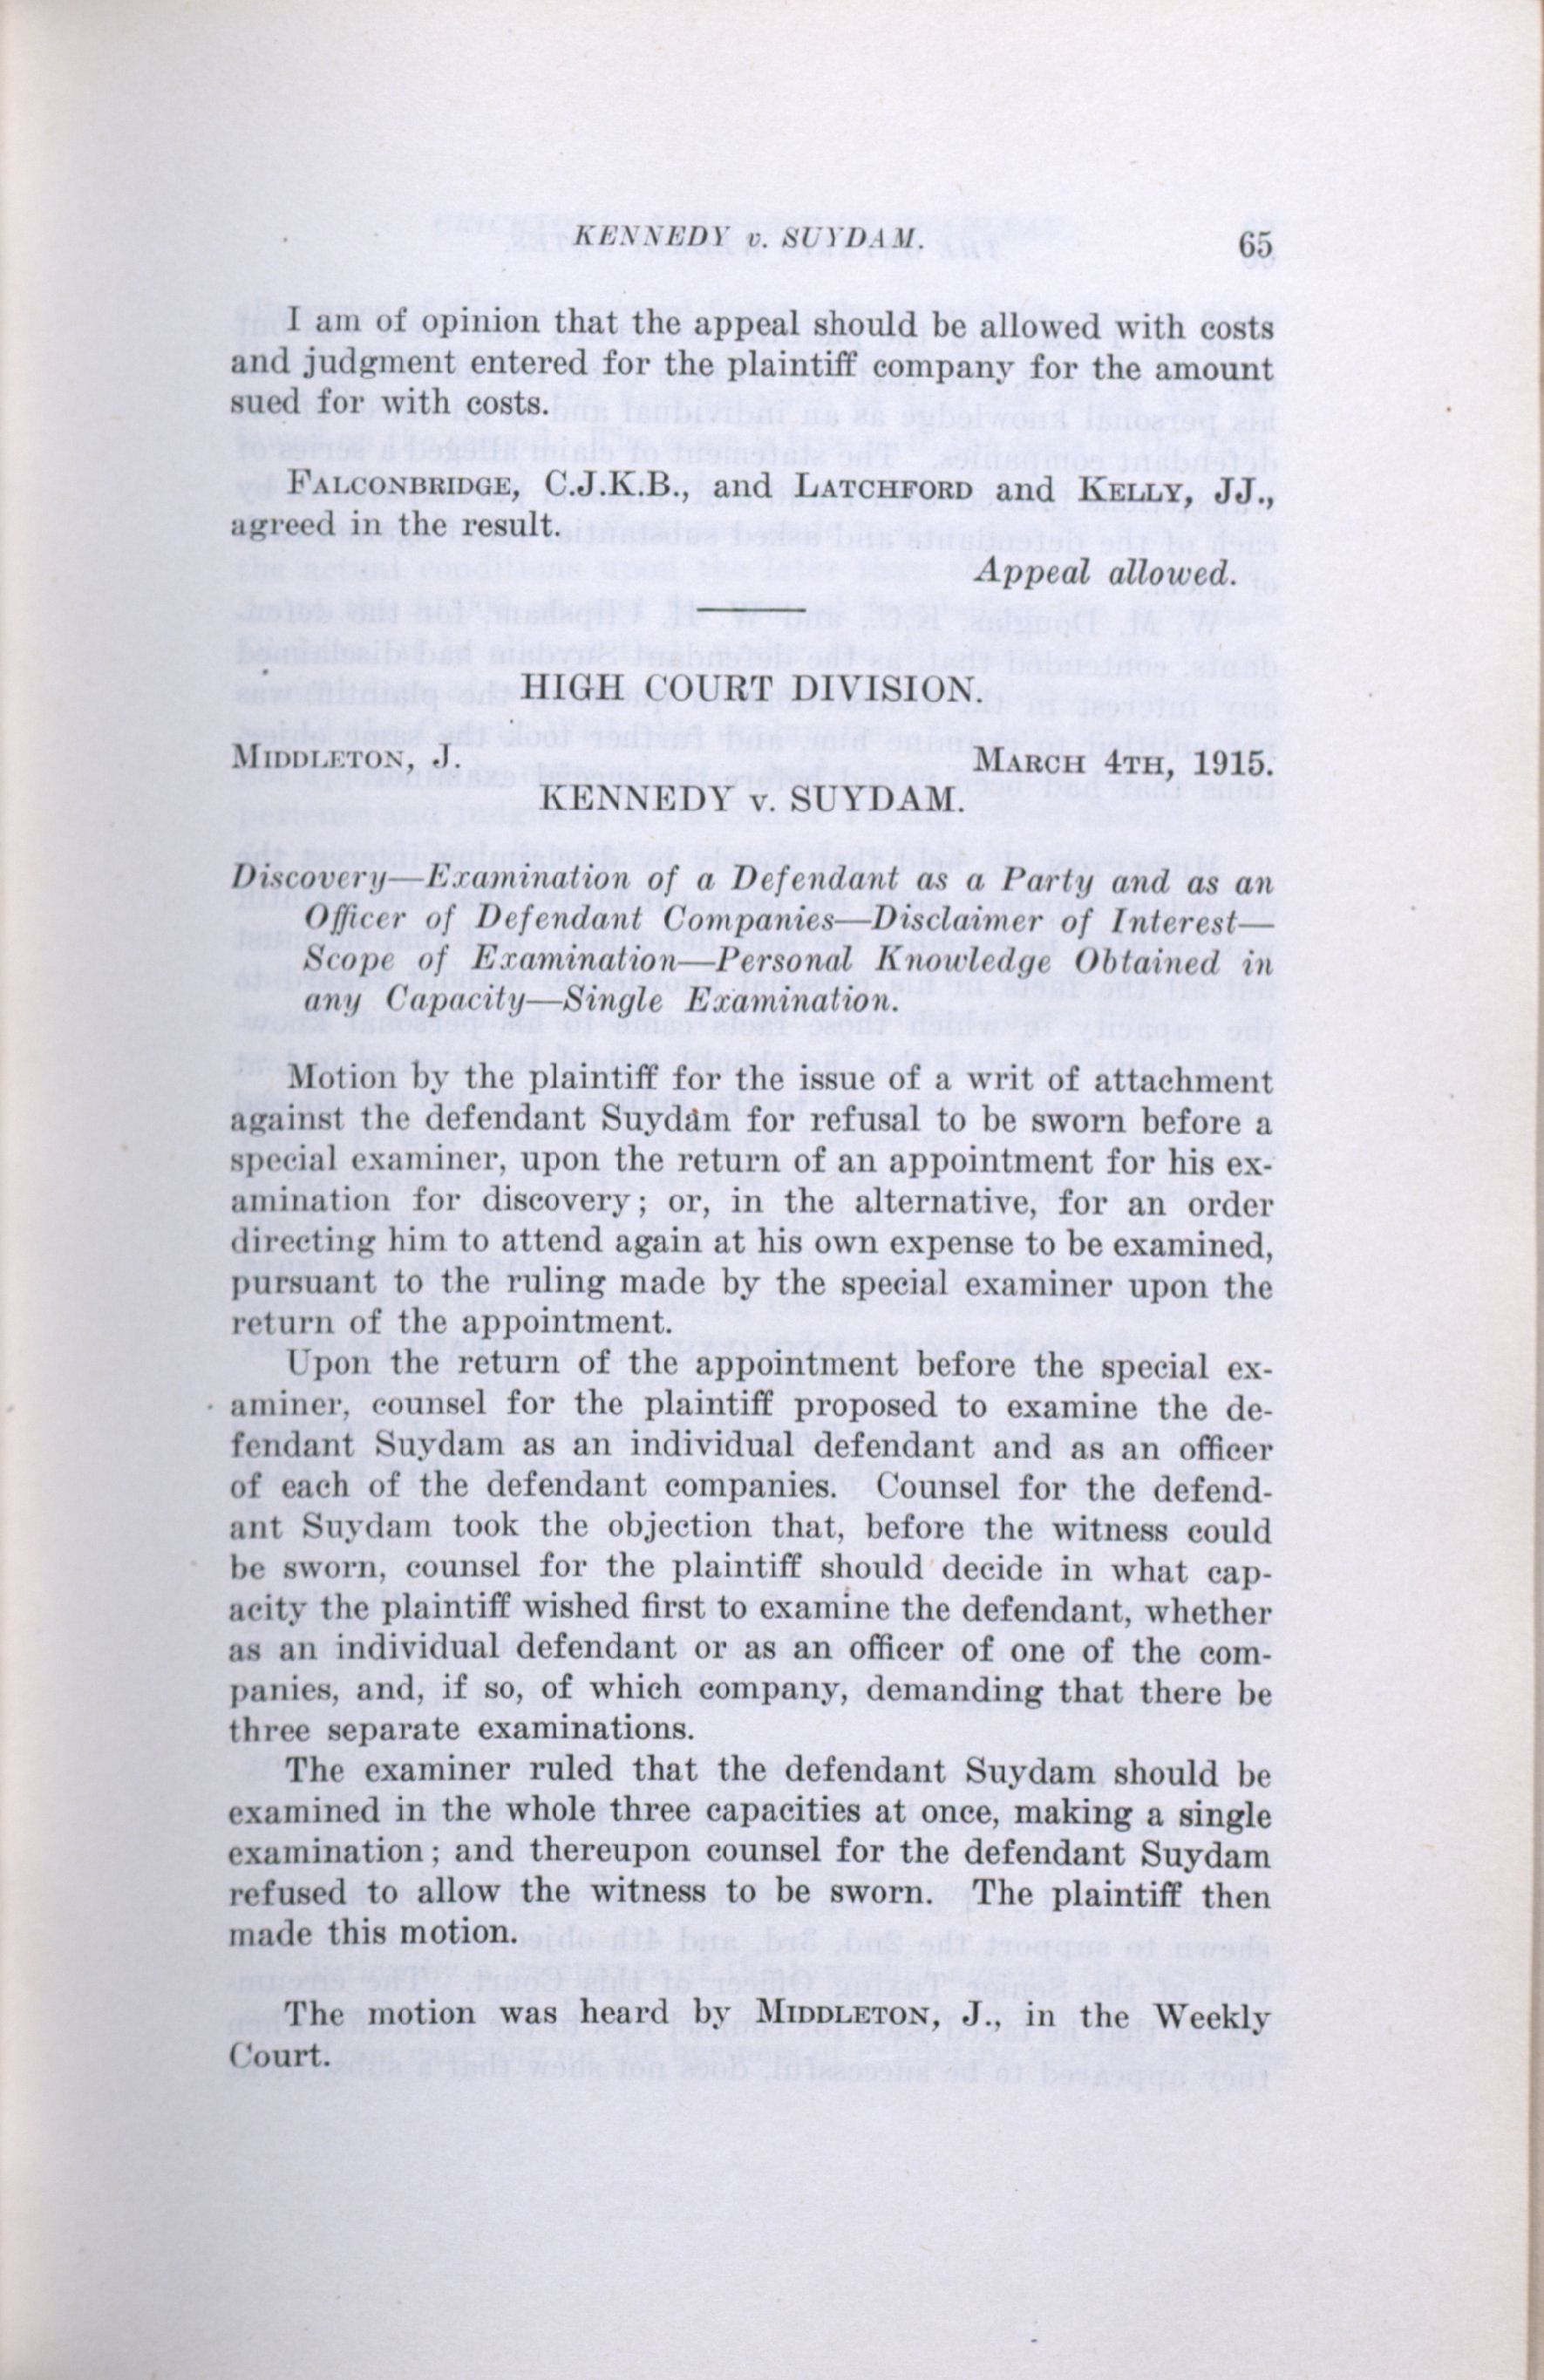 KENNEDY v. SUYDAM.
65
I am of opinion that the appeal should be allowed with costs
and judgment entered for the plaintiff company for the amount
sued for with costs.
FALCONBRIDGE, C.J.K.B., and LATCHFORD and KELLY, JJ.,
agreed in the result.
Appeal allowed.
HIGH COURT DIVISION.
MIDDLETON, J.
MARCH 4TH, 1915.
KENNEDY v. SUYDAM.
Discovery—Examination of a Defendant as a Party and as an
Officer of Defendant Companies—Disclaimer of Interest—
Scope of Examination—Personal Knowledge Obtained in
any Capacity—Single Examination.
Motion by the plaintiff for the issue of a writ of attachment
against the defendant Suydam for refusal to be sworn before a
special examiner, upon the return of an appointment for his ex-
amination for discovery; or, in the alternative, for an order
directing him to attend again at his own expense to be examined,
pursuant to the ruling made by the special examiner upon the
return of the appointment.
Upon the return of the appointment before the special ex-
aminer, counsel for the plaintiff proposed to examine the de-
fendant Suydam as an individual defendant and as an officer
of each of the defendant companies. Counsel for the defend-
ant Suydam took the objection that, before the witness could
be sworn, counsel for the plaintiff should decide in what cap-
acity the plaintiff wished first to examine the defendant, whether
as an individual defendant or as an officer of one of the com-
panies, and, if so, of which company, demanding that there be
three separate examinations.
The examiner ruled that the defendant Suydam should be
examined in the whole three capacities at once, making a single
examination; and thereupon counsel for the defendant Suydam
refused to allow the witness to be sworn. The plaintiff then
made this motion.
The motion was heard by MIDDLETON, J., in the Weekly
Court.